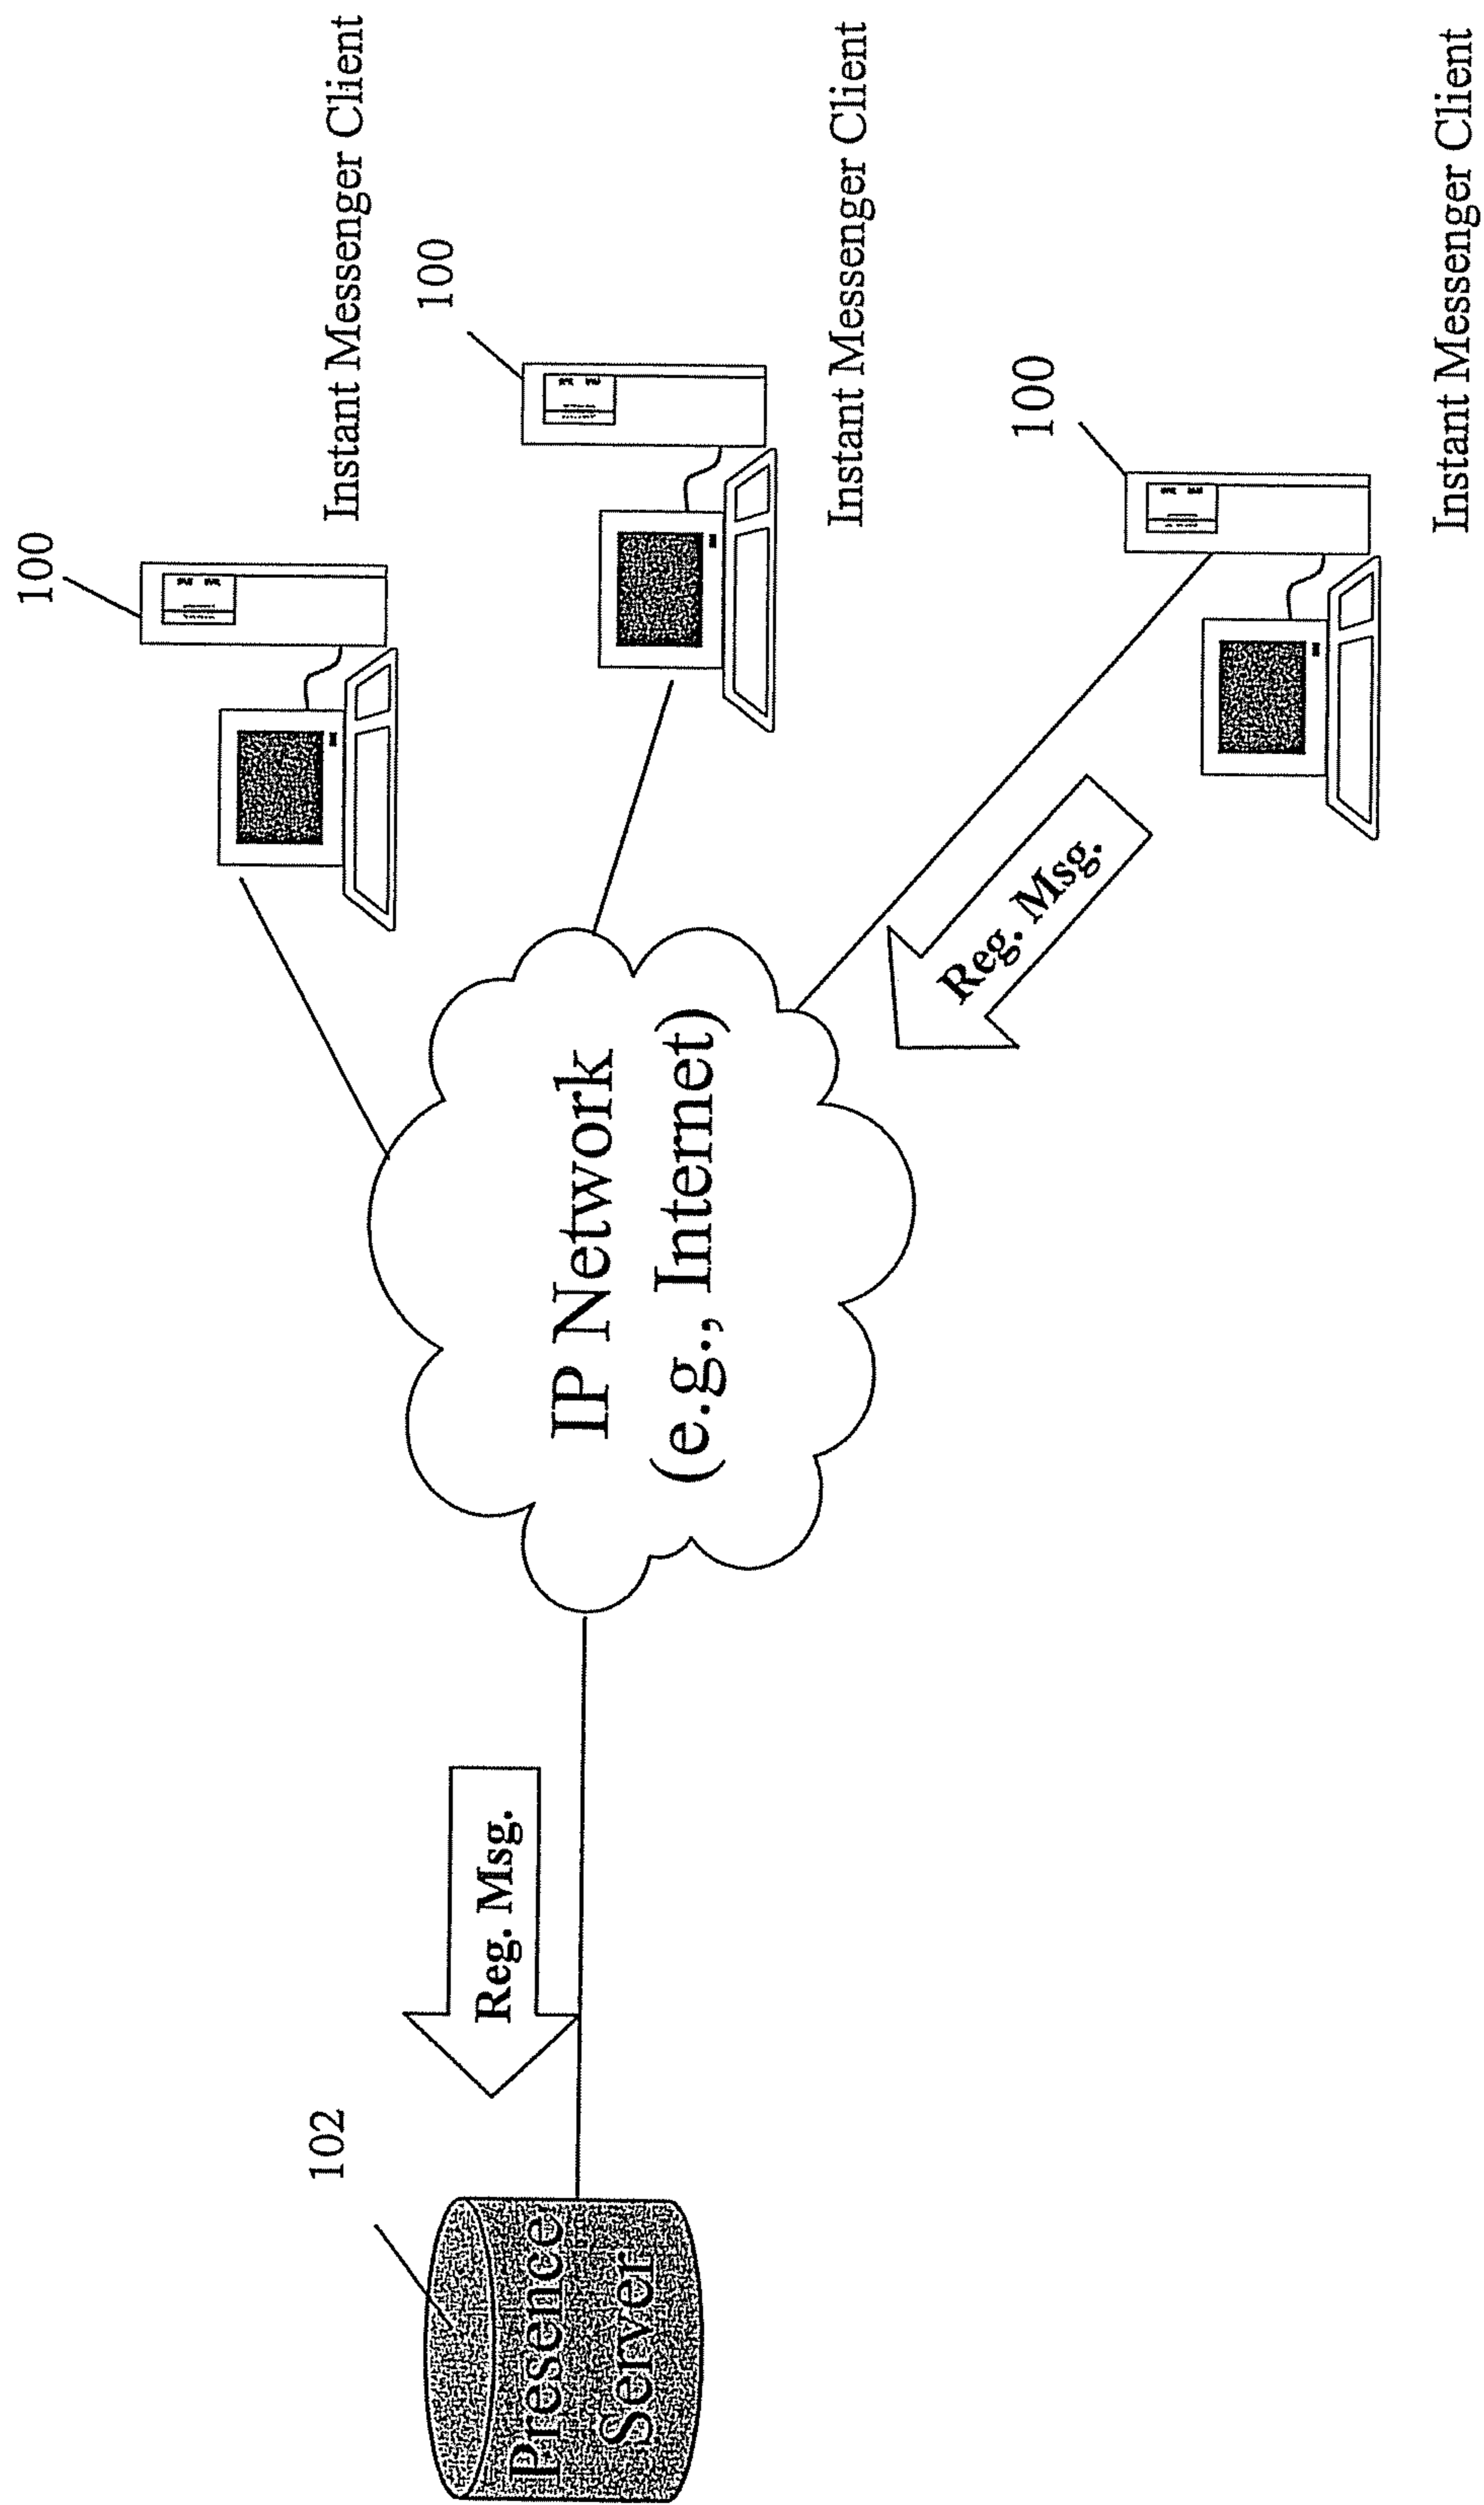 100
Instant Messenger Client
100
Instant Messenger Client
100
Instant Messenger Client
IP Network
(e.g., Internet)
Reg. Msg.
Reg. Msg.
102
Presence
Server